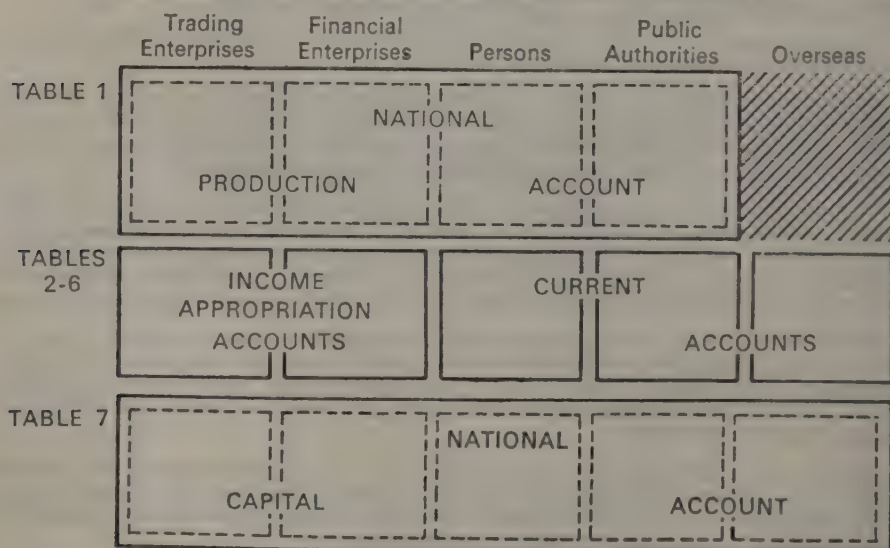 Trading Enterprises
Financial Enterprises
Persons
Public Authorities
Overseas
TABLE 1
NATIONAL
PRODUCTION ACCOUNT
TABLES 2-6
INCOME APPROPRIATION ACCOUNTS
CURRENT
ACCOUNTS
TABLE 7
NATIONAL
CAPITAL ACCOUNT